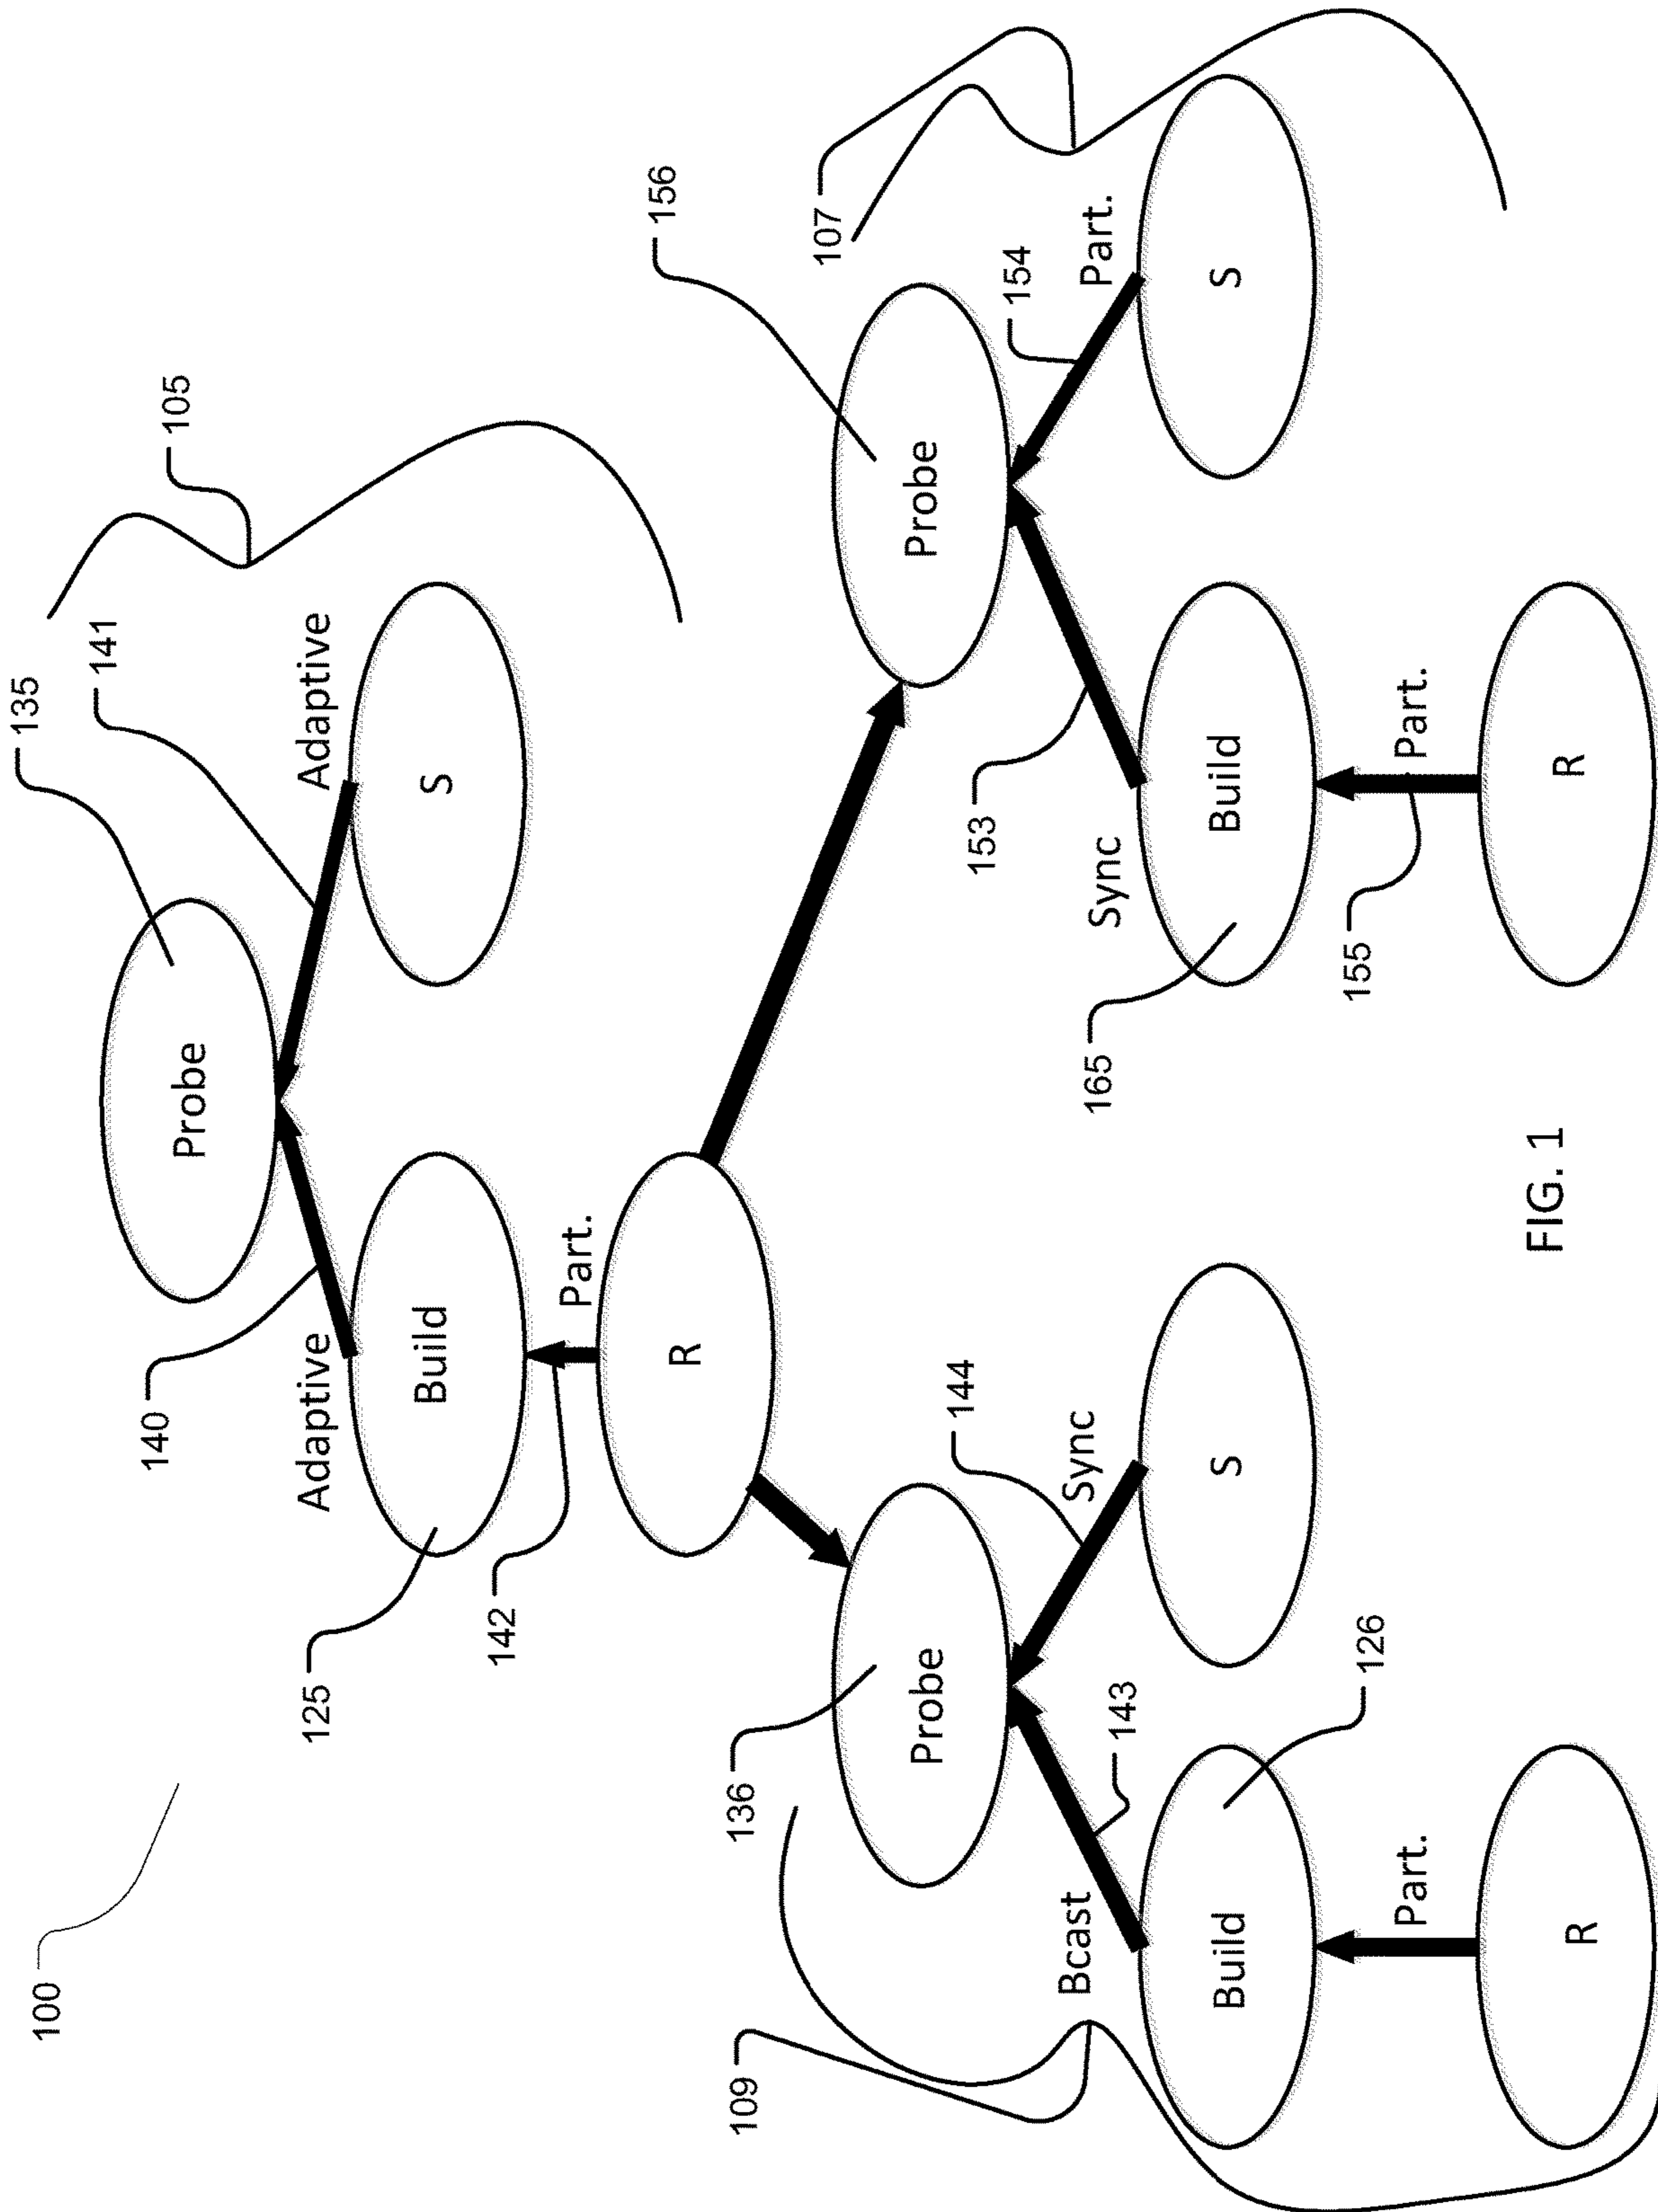 100
135
141
105
140
Probe
Adaptive
Adaptive
125
Build
S
142
Part.
156
R
109
136
107
Probe
Probe
144
153
154
Bcast
Sync
Part.
143
165
Sync
Build
S
Build
S
126
155
Part.
Part.
R
R
FIG. 1